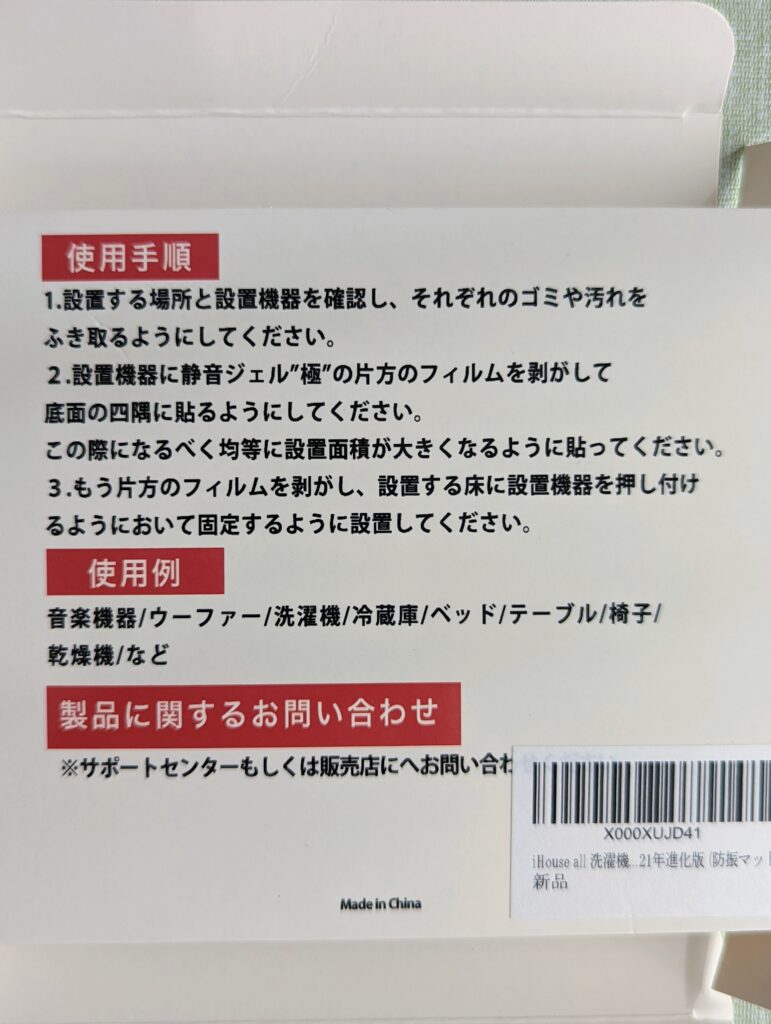 使用手順
1.設置する場所と設置機器を確認し、それぞれのゴミや汚れを
ふき取るようにしてください。
２.設置機器に静音ジェル”極”の片方のフィルムを剥がして
底面の四隅に貼るようにしてください。
この際になるべく均等に設置面積が大きくなるように貼ってください。
３.もう片方のフィルムを剥がし、設置する床に設置機器を押し付け
るようにおいて固定するように設置してください。
使用例
音楽機器/ウーファー/洗濯機/冷蔵庫/ベッド/テーブル/椅子/
乾燥機/など
製品に関するお問い合わせ
※サポートセンターもしくは販売店にへお問い合わ
X000XUJD41
iHouse all 洗濯機...21年進化版 (防振マット
新品
Made in China